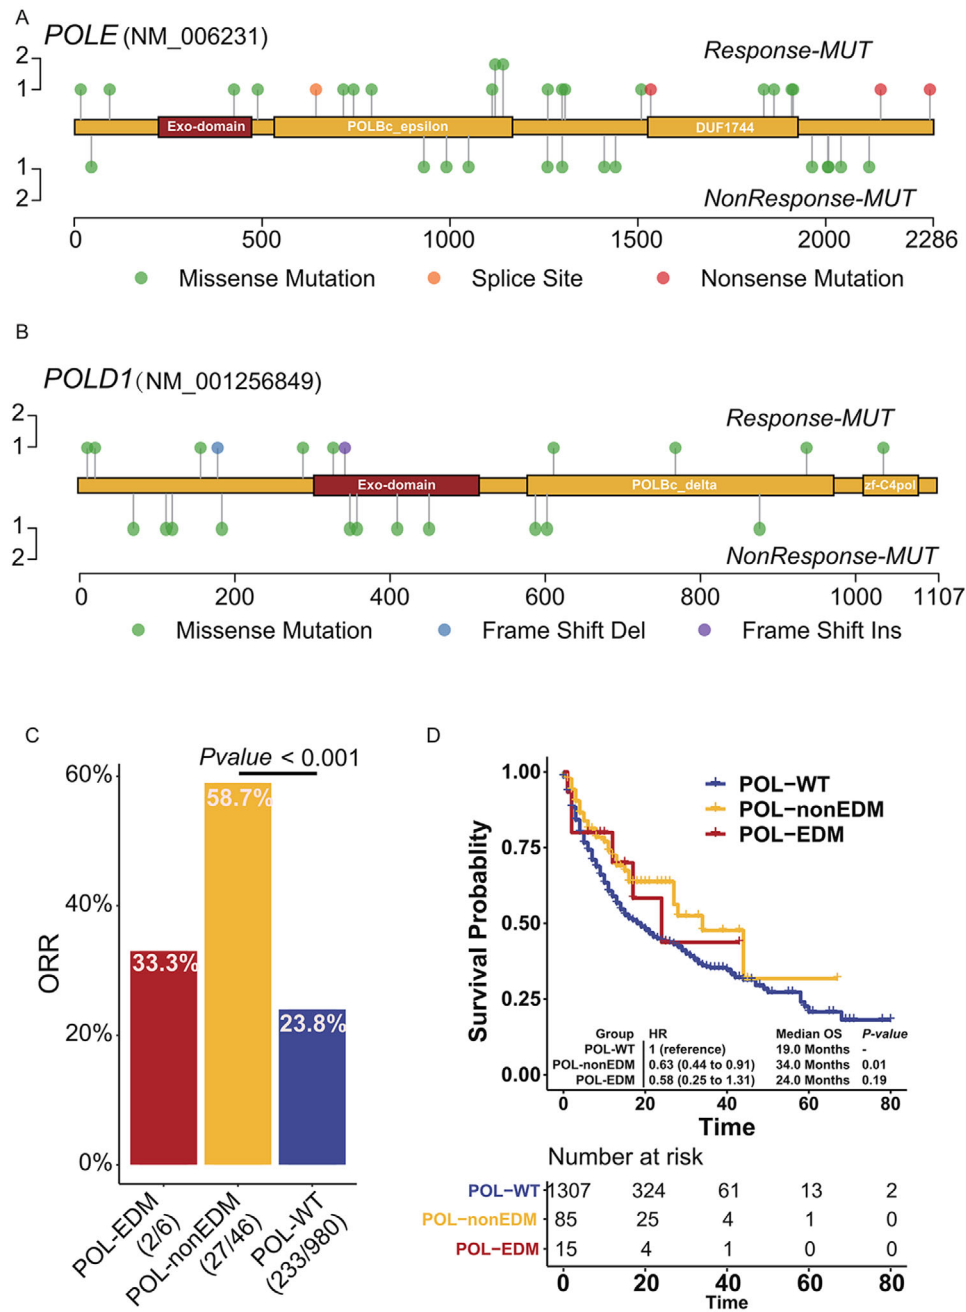 A
POLE (NM_006231)
Response-MUT
2
1
Exo-domain POLBc_epsilon DUF1744
1
2
NonResponse-MUT
0 500 1000 1500 2000 2286
Missense Mutation Splice Site Nonsense Mutation
B
POLD1(NM_001256849)
Response-MUT
2
1
Exo-domain POLBc_delta zf-C4pol
1
2
NonResponse-MUT
0 200 400 600 800 1000 1107
Missense Mutation Frame Shift Del Frame Shift Ins
C
Pvalue < 0.001
ORR
60%
40%
20%
0%
58.7%
33.3%
23.8%
POL-EDM
(2/6)
POL-nonEDM
(27/46)
POL-WT
(233/980)
D
Survival Probablity
1.00
0.75
0.50
0.25
0.00
POL−WT
POL−nonEDM
POL−EDM
Group HR Median OS P-value
POL-WT 1 (reference) 19.0 Months -
POL-nonEDM 0.63 (0.44 to 0.91) 34.0 Months 0.01
POL-EDM 0.58 (0.25 to 1.31) 24.0 Months 0.19
0 20 40 60 80
Time
Number at risk
POL−WT 1307 324 61 13 2
POL−nonEDM 85 25 4 1 0
POL−EDM 15 4 1 0 0
0 20 40 60 80
Time